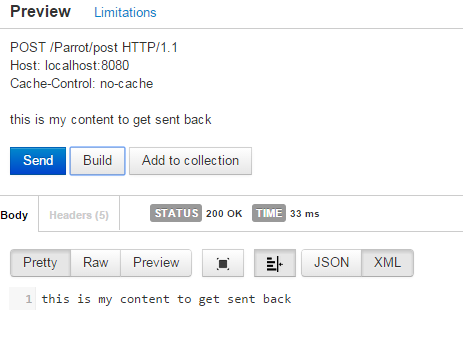 Preview Limitations
POST /Parrot/post HTTP/1.1
Host: localhost:8080
Cache-Control: no-cache
this is my content to get sent back
Send Build Add to collection
Body Headers (5) STATUS 200 OK TIME 33 ms
Pretty Raw Preview JSON XML
1 this is my content to get sent back